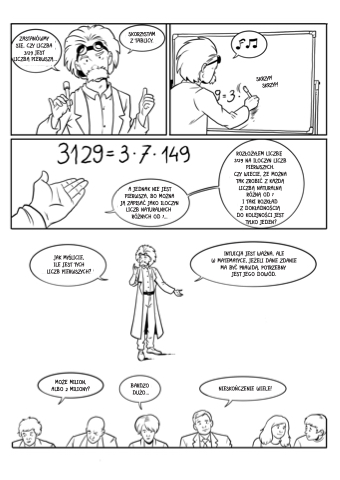 ZASTANÓWMY
SIĘ, CZY LICZBA
3129 JEST
LICZBĄ PIERWSZĄ...
SKORZYSTAM
Z TABLICY.
9=3·
SKRZYP
SKRZYP
3129=3·7·149
A JEDNAK NIE JEST
PIERWSZA, BO MOŻNA
JĄ ZAPISAĆ JAKO ILOCZYN
LICZB NATURALNYCH
RÓŻNYCH OD 1...
ROZŁOŻYŁEM LICZBĘ
3129 NA ILOCZYN LICZB
PIERWSZYCH.
CZY WIECIE, ŻE MOŻNA
TAK ZROBIĆ Z KAŻDĄ
LICZBĄ NATURALNĄ
RÓŻNĄ OD 1
I TAKI ROZKŁAD
Z DOKŁADNOŚCIĄ
DO KOLEJNOŚCI JEST
TYLKO JEDEN?
JAK MYŚLICIE,
ILE JEST TYCH
LICZB PIERWSZYCH?
INTUICJA JEST WAŻNA, ALE
W MATEMATYCE, JEŻELI DANE ZDANIE
MA BYĆ PRAWDĄ, POTRZEBNY
JEST JEGO DOWÓD.
MOŻE MILION,
ALBO 2 MILIONY?
BARDZO
DUŻO...
NIESKOŃCZENIE WIELE!